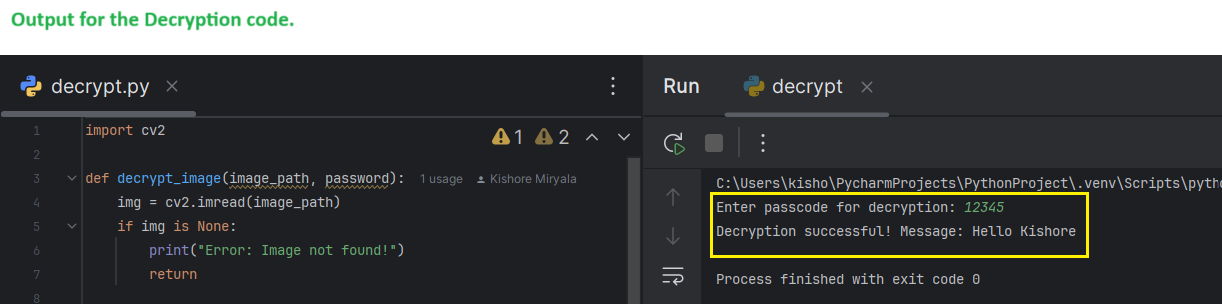 Output for the Decryption code.
decrypt.py
1 import cv2
2
3 def decrypt_image(image_path, password): 1 usage Kishore Miryala
4 img = cv2.imread(image_path)
5 if img is None:
6 print("Error: Image not found!")
7 return
8
1 2
Run decrypt
C:\Users\kisho\PycharmProjects\PythonProject\.venv\Scripts\pyth
Enter passcode for decryption: 12345
Decryption successful! Message: Hello Kishore
Process finished with exit code 0